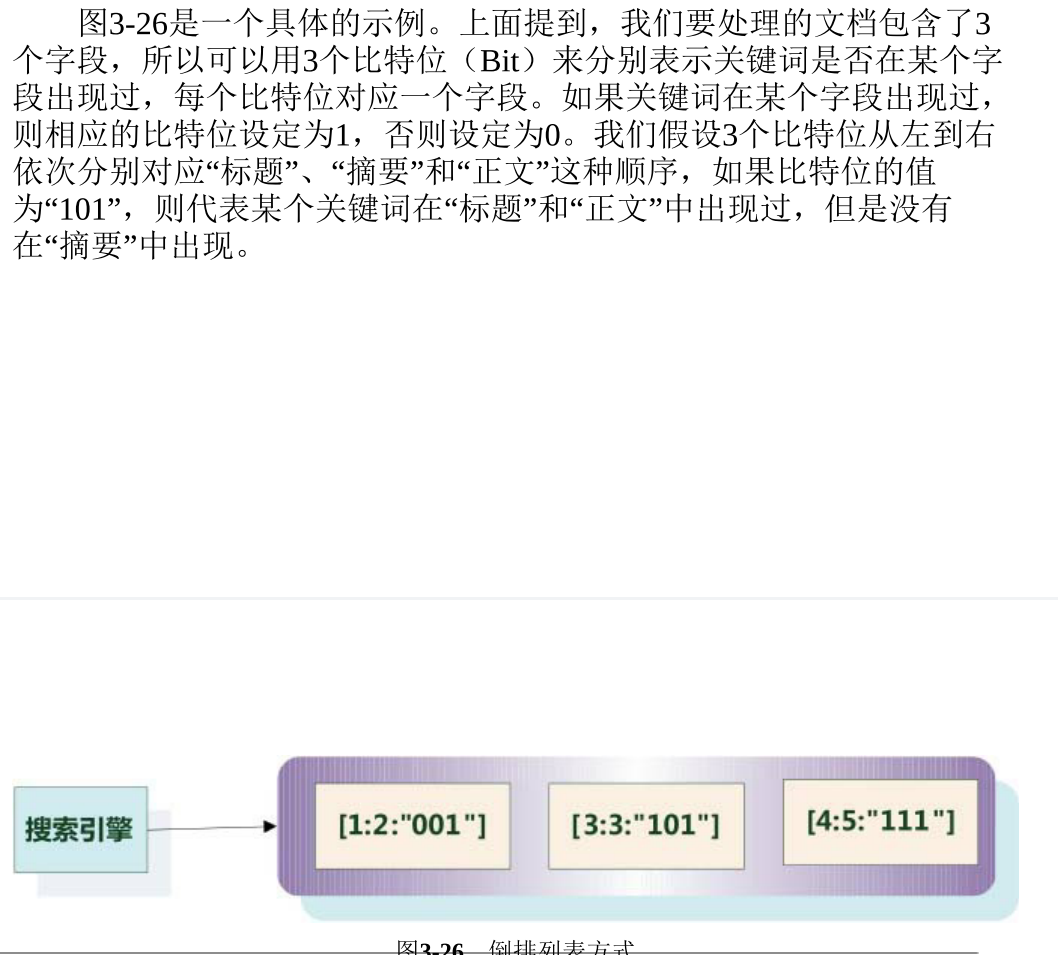 图3-26是一个具体的示例。上面提到，我们要处理的文档包含了3
个字段，所以可以用3个比特位（Bit）来分别表示关键词是否在某个字
段出现过，每个比特位对应一个字段。如果关键词在某个字段出现过，
则相应的比特位设定为1，否则设定为0。我们假设3个比特位从左到右
依次分别对应“标题”、“摘要”和“正文”这种顺序，如果比特位的值
为“101”，则代表某个关键词在“标题”和“正文”中出现过，但是没有
在“摘要”中出现。
搜索引擎
[1:2:"001"]
[3:3:"101"]
[4:5:"111"]
图3-26 倒排列表方式